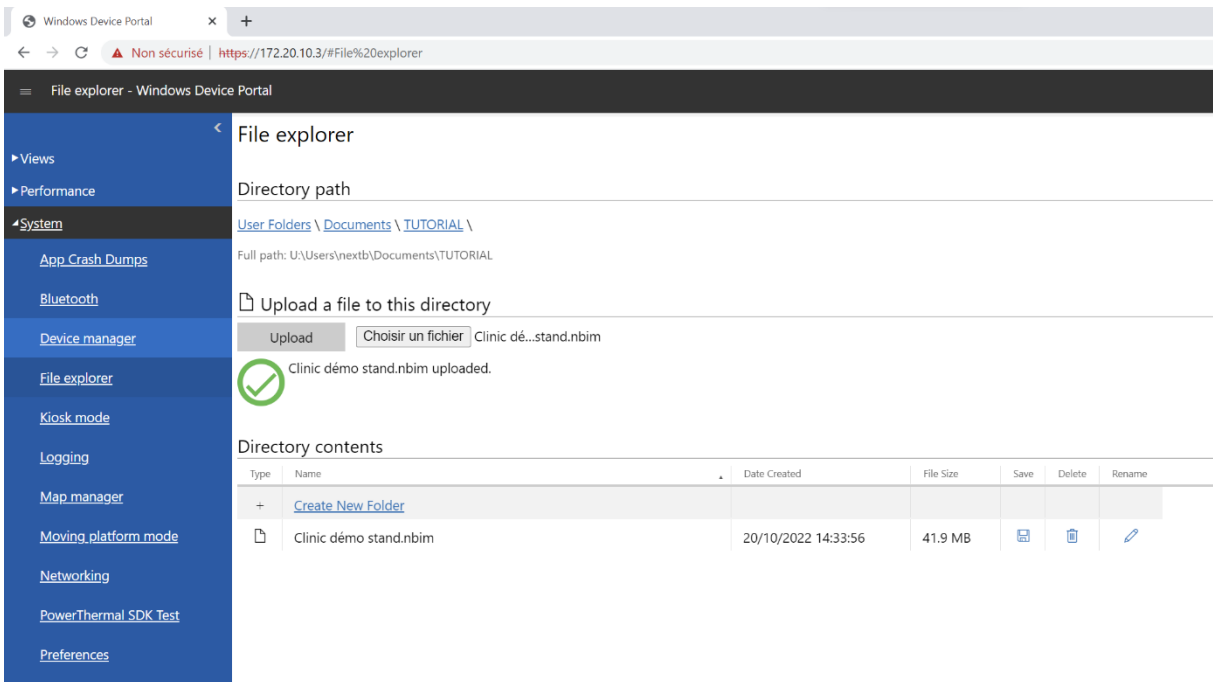 Windows Device Portal
Non sécurisé | https://172.20.10.3/#File%20explorer
File explorer - Windows Device Portal
Views
Performance
System
App Crash Dumps
Bluetooth
Device manager
File explorer
Kiosk mode
Logging
Map manager
Moving platform mode
Networking
PowerThermal SDK Test
Preferences
File explorer
Directory path
User Folders \ Documents \ TUTORIAL \
Full path: U:\Users\nextb\Documents\TUTORIAL
Upload a file to this directory
Upload Choisir un fichier Clinic dé...stand.nbim
Clinic démo stand.nbim uploaded.
Directory contents
Type Name Date Created File Size Save Delete Rename
+ Create New Folder
Clinic démo stand.nbim 20/10/2022 14:33:56 41.9 MB